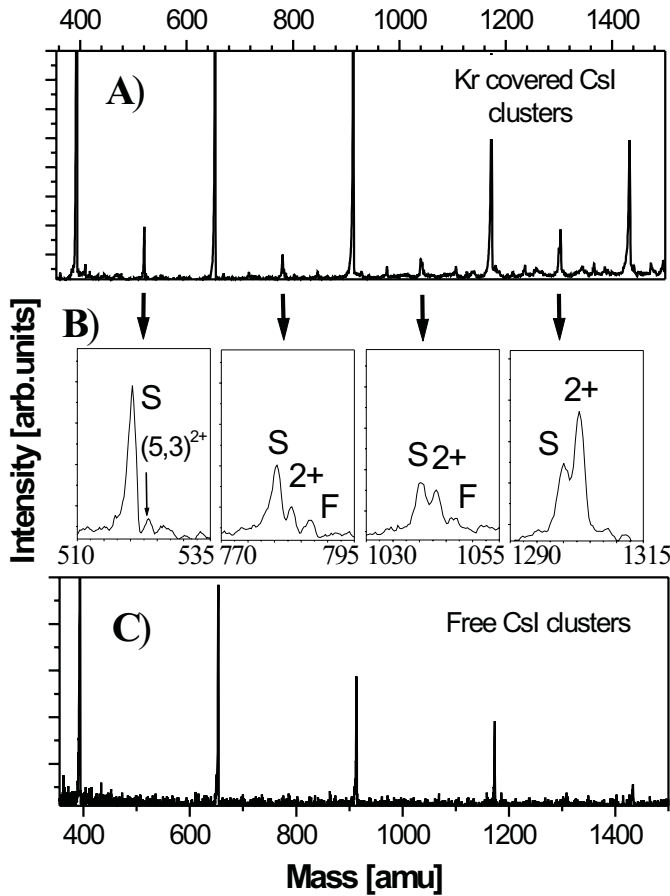 400 600 800 1000 1200 1400
A)
Kr covered CsI
clusters
B)
S
(5,3)2+
510 535
S
2+
F
770 795
S 2+
F
1030 1055
2+
S
1290 1315
Intensity [arb.units]
C)
Free CsI clusters
400 600 800 1000 1200 1400
Mass [amu]